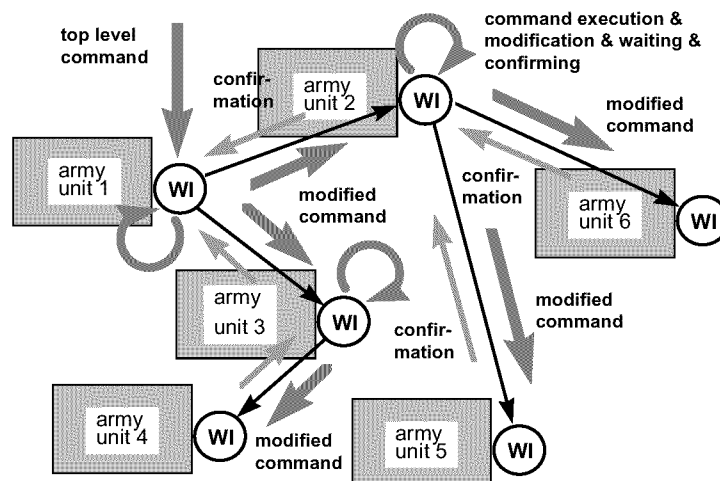 top level
command
command execution &
modification & waiting &
confirming
confir-
mation
army
unit 2
WI
modified
command
army
unit 1
WI
modified
command
confir-
mation
army
unit 6
WI
army
unit 3
WI
confir-
mation
modified
command
army
unit 4
WI
modified
command
army
unit 5
WI